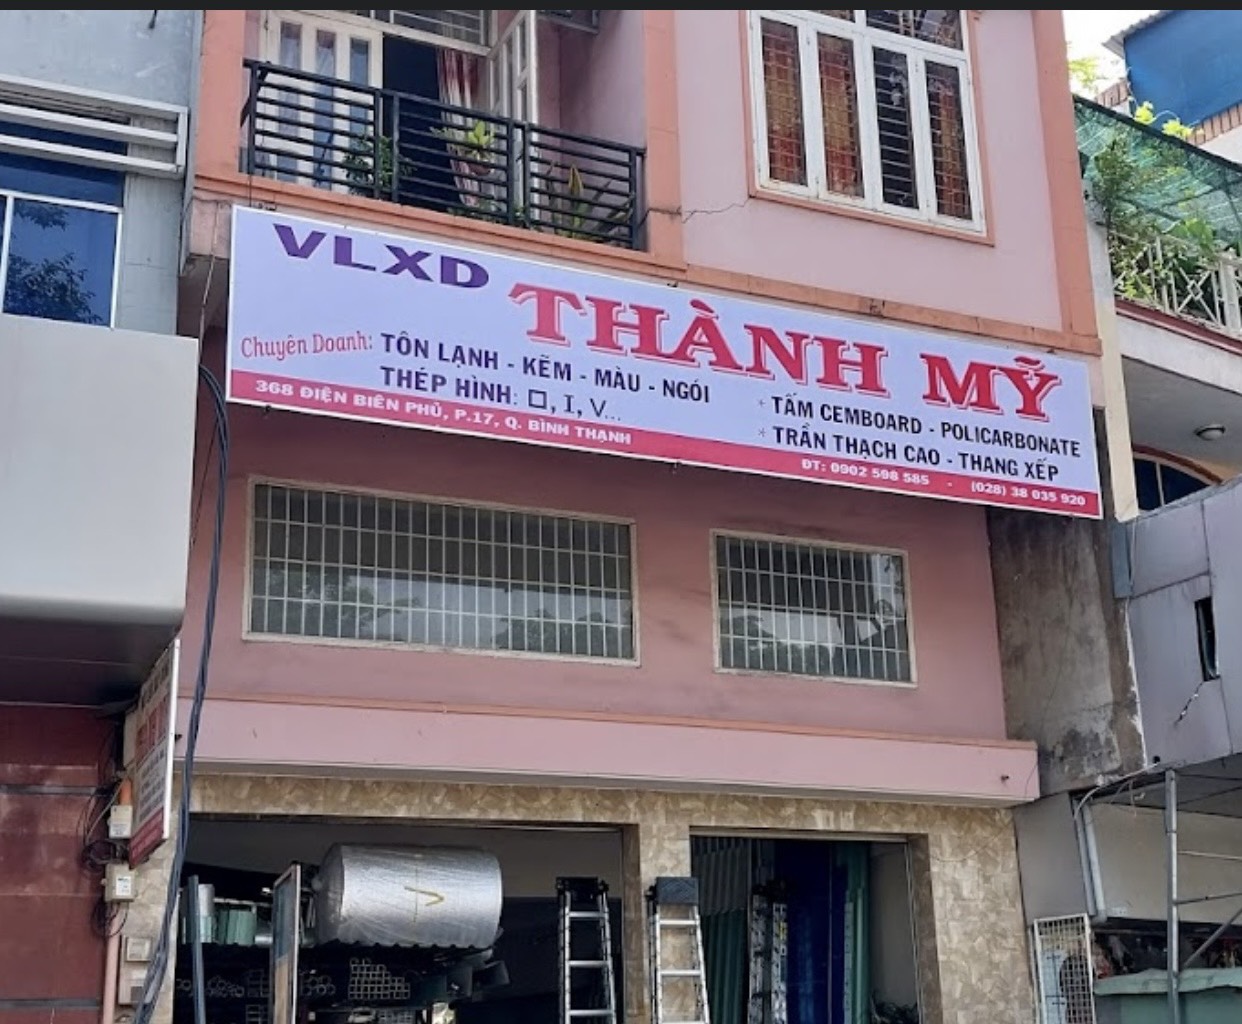 VLXD
THÀNH MỸ
Chuyên Doanh: TÔN LẠNH - KẼM - MÀU - NGÓI
THÉP HÌNH: □, I, V...
* TẤM CEMBOARD - POLICARBONATE
* TRẦN THẠCH CAO - THANG XẾP
368 ĐIỆN BIÊN PHỦ, P.17, Q. BÌNH THẠNH
ĐT: 0902 598 585 - (028) 38 035 920